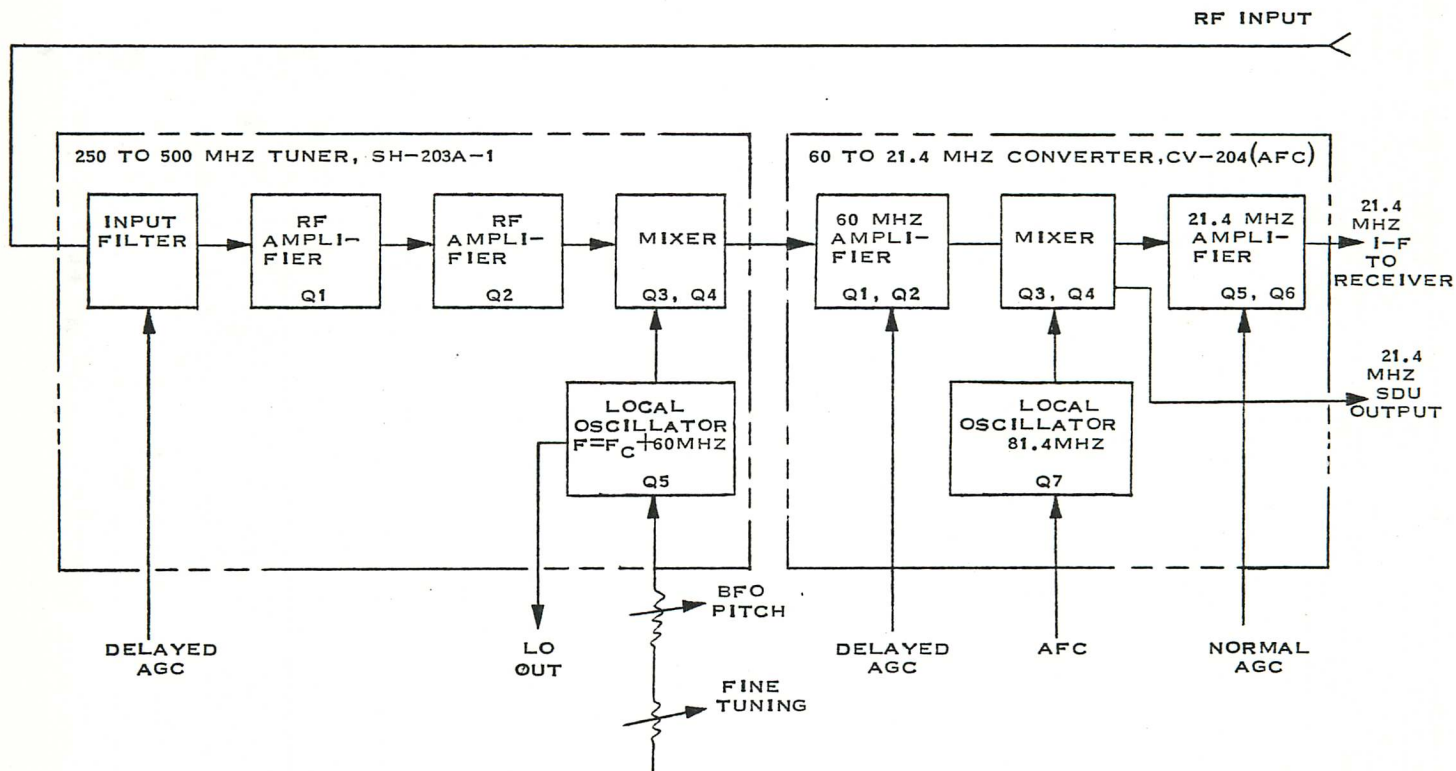 RF INPUT
250 TO 500 MHZ TUNER, SH-203A-1
60 TO 21.4 MHZ CONVERTER,CV-204(AFC)
INPUT
FILTER
RF
AMPLI-
FIER
Q1
RF
AMPLI-
FIER
Q2
MIXER
Q3, Q4
60 MHZ
AMPLI-
FIER
Q1, Q2
MIXER
Q3, Q4
21.4 MHZ
AMPLI-
FIER
Q5, Q6
21.4
MHZ
I-F
TO
RECEIVER
21.4
MHZ
SDU
OUTPUT
LOCAL
OSCILLATOR
F=FC+60MHZ
Q5
LOCAL
OSCILLATOR
81.4MHZ
Q7
BFO
PITCH
DELAYED
AGC
LO
OUT
DELAYED
AGC
AFC
NORMAL
AGC
FINE
TUNING